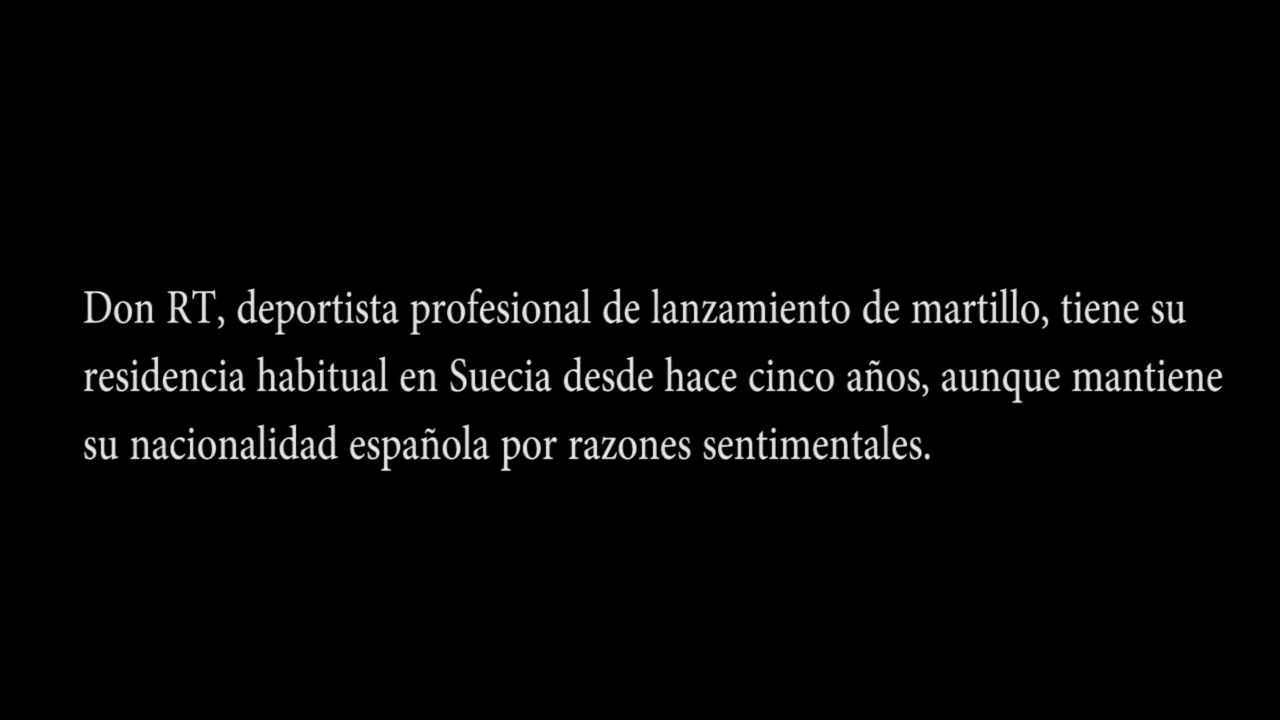 Don RT, deportista profesional de lanzamiento de martillo, tiene su
residencia habitual en Suecia desde hace cinco años, aunque mantiene
su nacionalidad española por razones sentimentales.